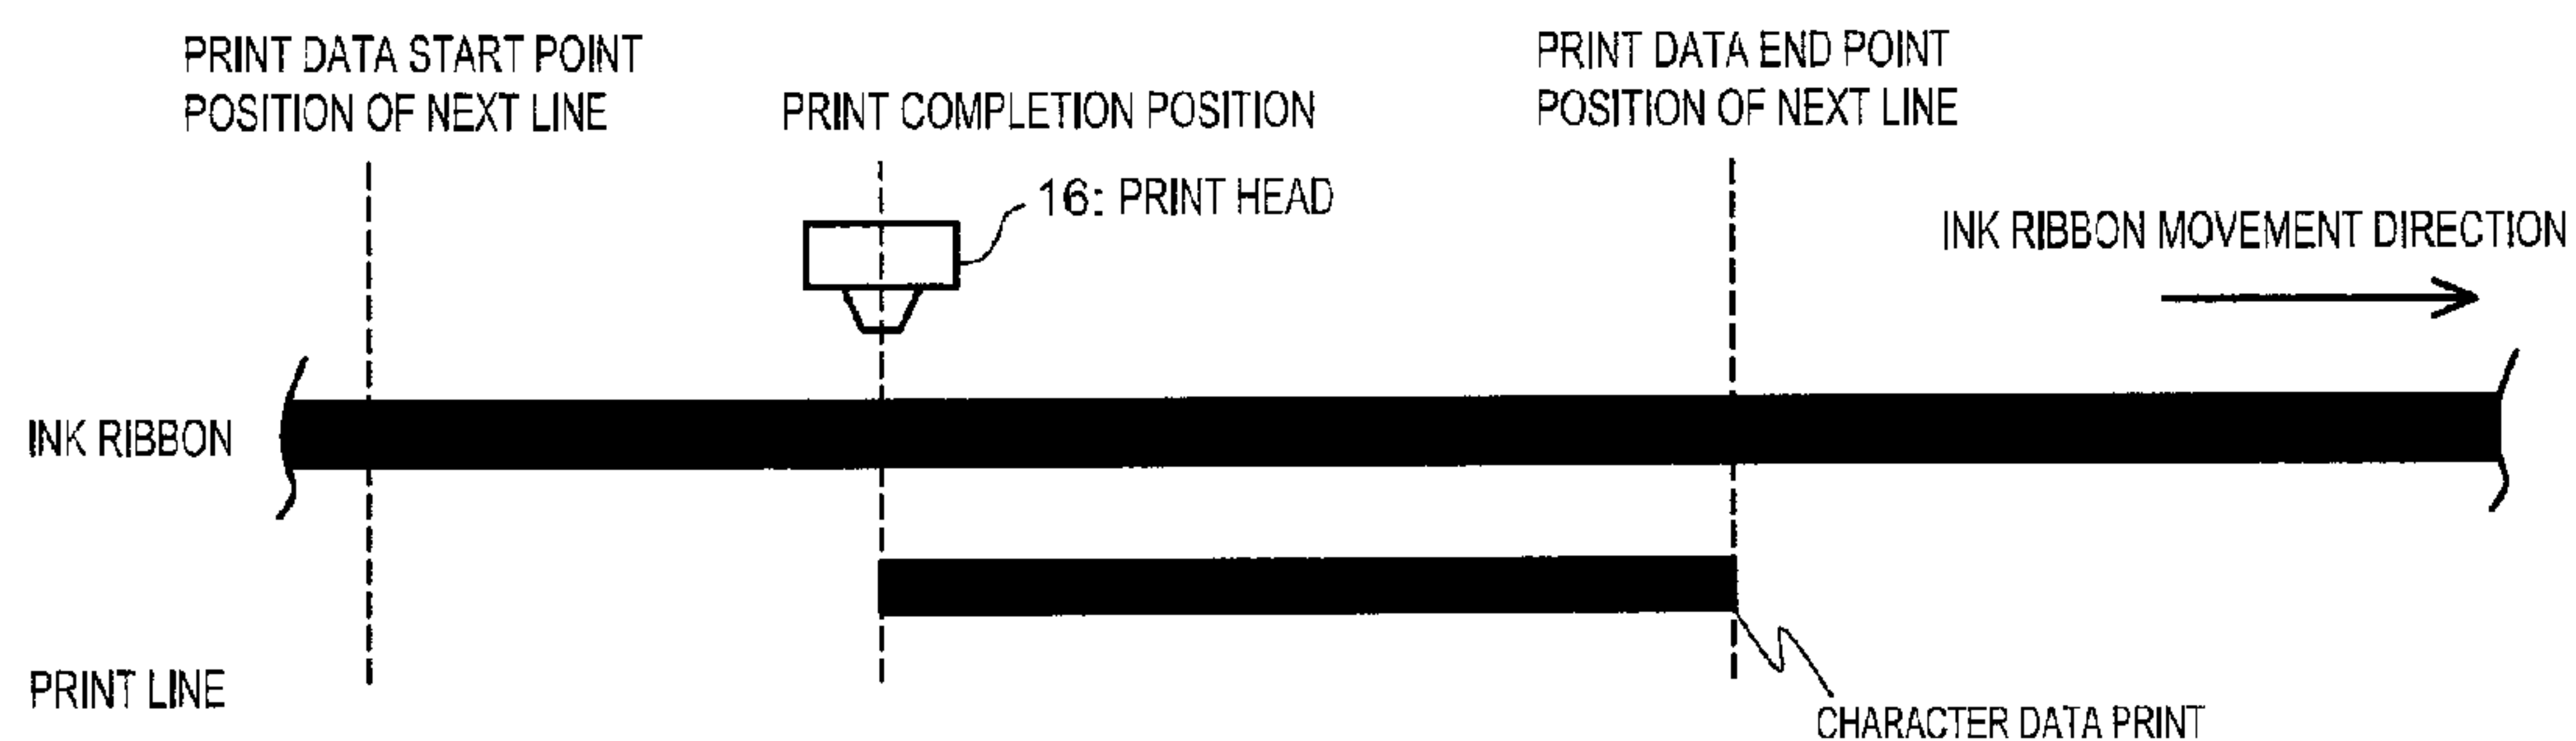 PRINT DATA START POINT
POSITION OF NEXT LINE
PRINT COMPLETION POSITION
PRINT DATA END POINT
POSITION OF NEXT LINE
16: PRINT HEAD
INK RIBBON MOVEMENT DIRECTION
INK RIBBON
PRINT LINE
CHARACTER DATA PRINT